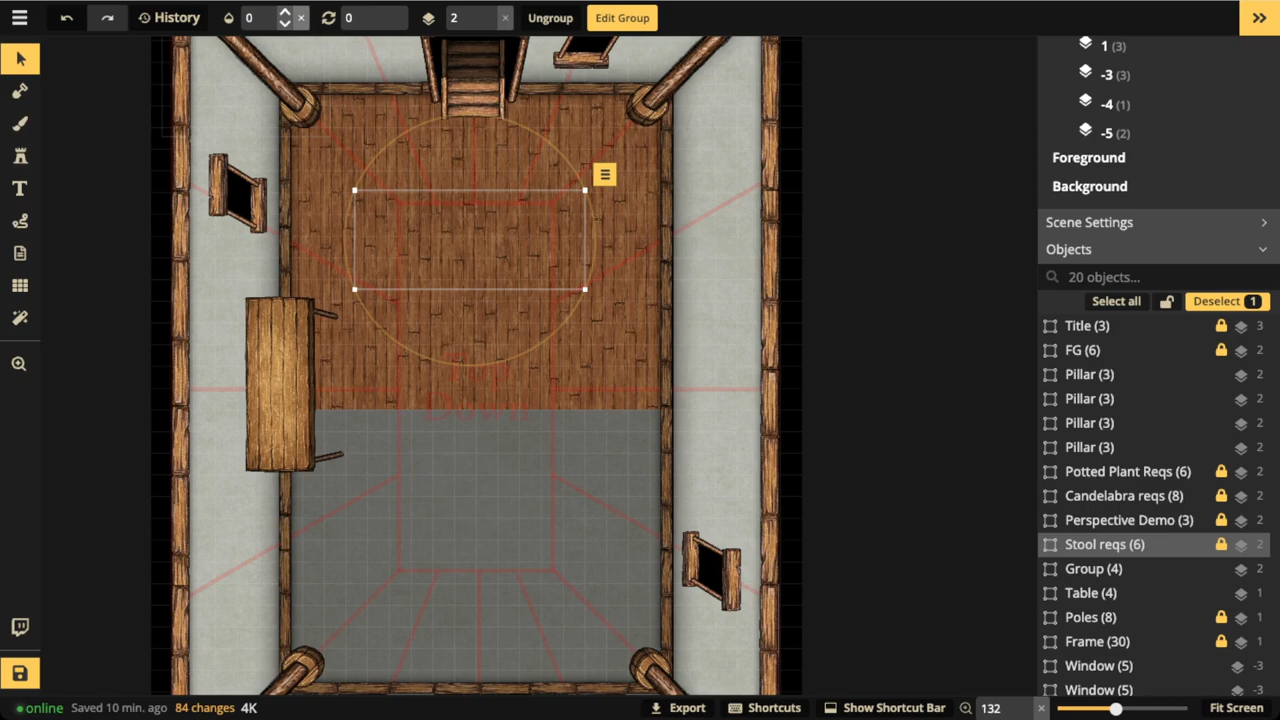 History 0 × 0 2 × Ungroup Edit Group
1 (3)
-3 (3)
-4 (1)
-5 (2)
Foreground
Background
Scene Settings
Objects
20 objects...
Select all Deselect 1
Title (3) 3
FG (6) 2
Pillar (3) 2
Pillar (3) 2
Pillar (3) 2
Pillar (3) 2
Potted Plant Reqs (6) 2
Candelabra reqs (8) 2
Perspective Demo (3) 2
Stool reqs (6) 2
Group (4) 2
Table (4) 1
Poles (8) 1
Frame (30) 1
Window (5) -3
Window (5) -3
Top
Down
online Saved 10 min. ago 84 changes 4K Export Shortcuts Show Shortcut Bar 132 × Fit Screen